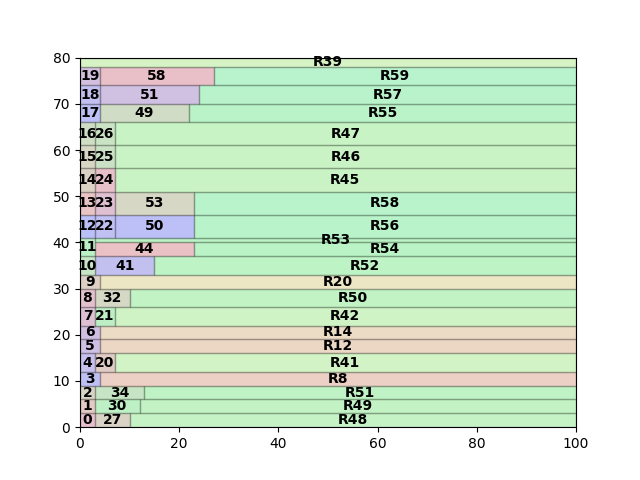 80
R39
19 58 R59
18 51 R57
70
17 49 R55
16 26 R47
60
15 25 R46
14 24 R45
50
13 23 53 R58
12 22 50 R56
40
R53
11 44 R54
10 41 R52
9 R20
30
8 32 R50
7 21 R42
6 R14
20
5 R12
4 20 R41
3 R8
10
2 34 R51
1 30 R49
0 27 R48
0
0 20 40 60 80 100